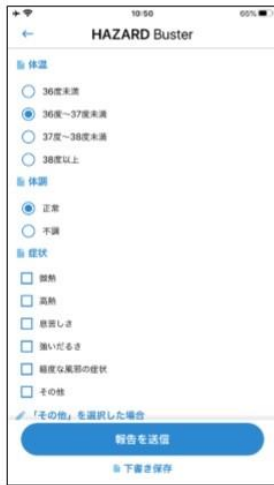 10:50
65%
HAZARD Buster
体温
36度未満
36度～37度未満
37度～38度未満
38度以上
体調
正常
不調
症状
微熱
高熱
息苦しさ
強いだるさ
軽度な風邪の症状
その他
「その他」を選択した場合
報告を送信
下書き保存